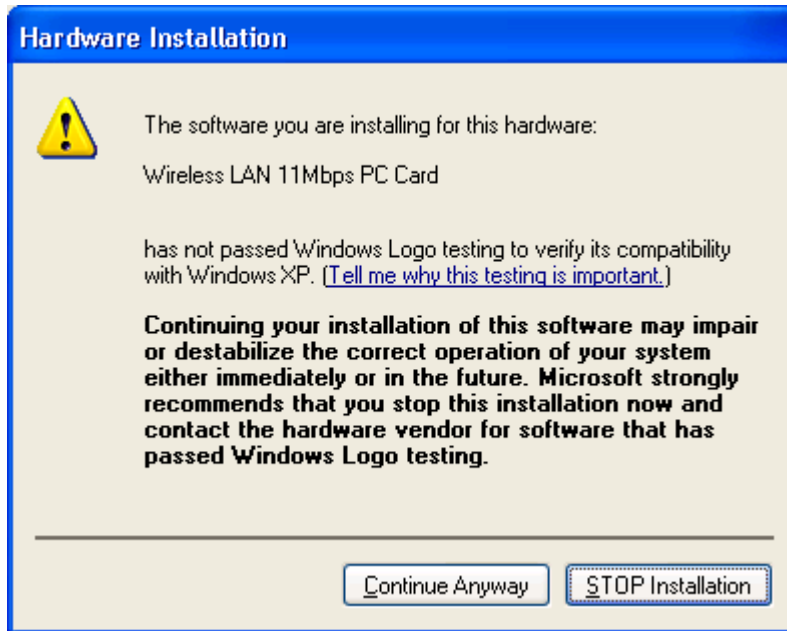 Hardware Installation
The software you are installing for this hardware:
Wireless LAN 11Mbps PC Card
has not passed Windows Logo testing to verify its compatibility
with Windows XP. (Tell me why this testing is important.)
Continuing your installation of this software may impair
or destabilize the correct operation of your system
either immediately or in the future. Microsoft strongly
recommends that you stop this installation now and
contact the hardware vendor for software that has
passed Windows Logo testing.
Continue Anyway
STOP Installation